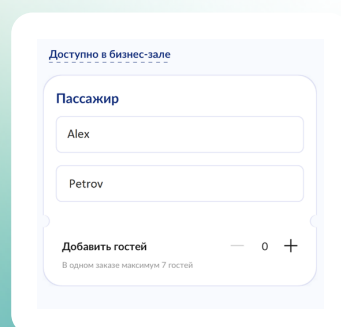 Доступно в бизнес-зале
Пассажир
Alex
Petrov
Добавить гостей — 0 +
В одном заказе максимум 7 гостей